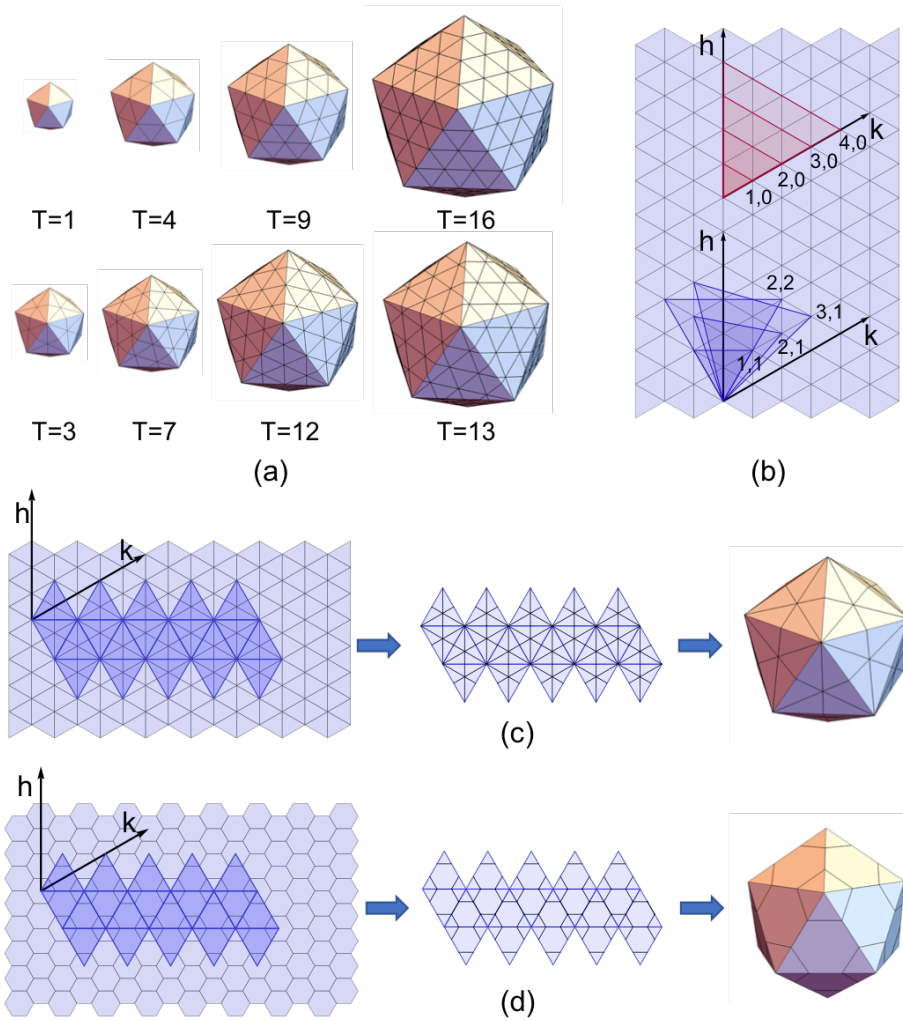 T=1 T=4 T=9 T=16
T=3 T=7 T=12 T=13
(a)
h
k
1,0
2,0
3,0
4,0
h
k
1,1
2,1
3,1
2,2
(b)
h
k
(c)
h
k
(d)